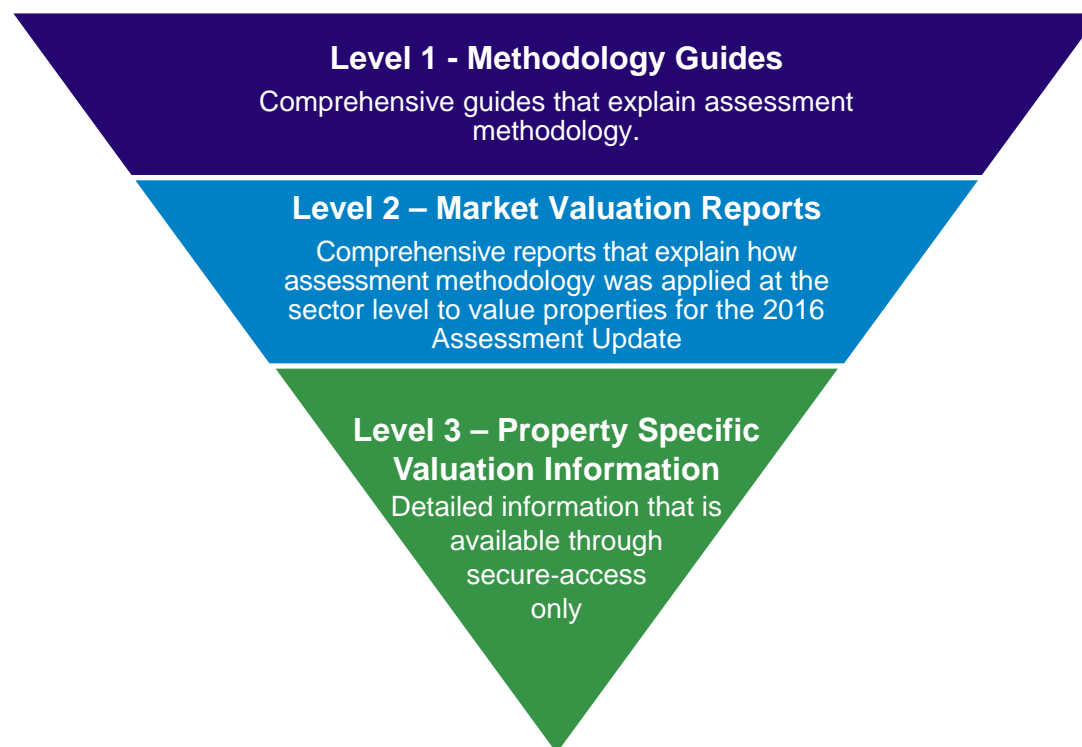 Level 1 - Methodology Guides
Comprehensive guides that explain assessment
methodology.
Level 2 – Market Valuation Reports
Comprehensive reports that explain how
assessment methodology was applied at the
sector level to value properties for the 2016
Assessment Update
Level 3 – Property Specific
Valuation Information
Detailed information that is
available through
secure-access
only